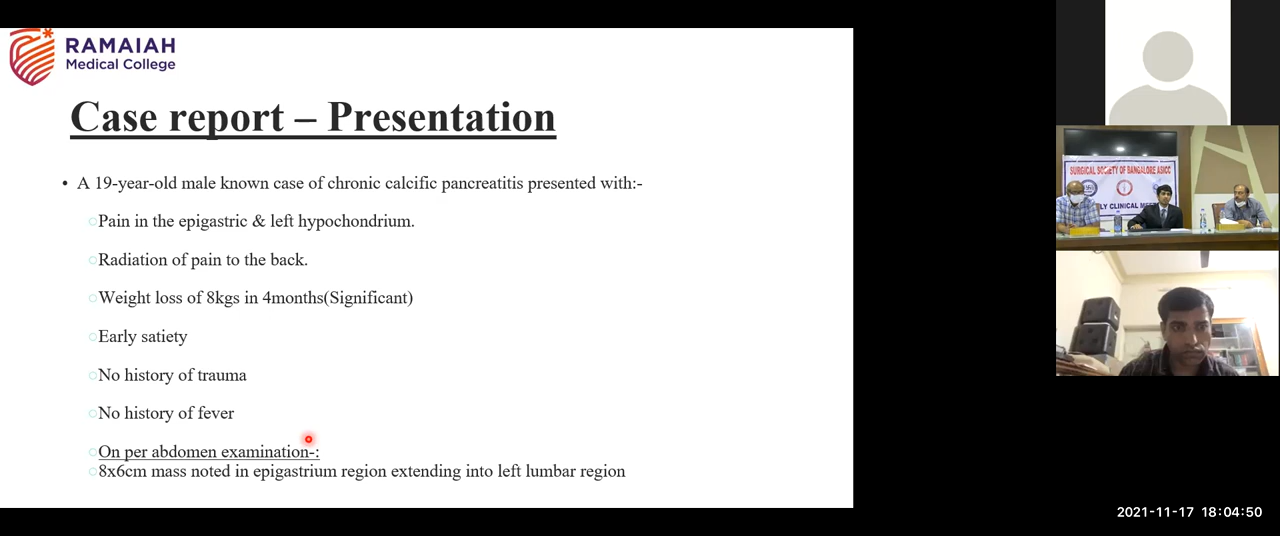 RAMAIAH
Medical College
Case report – Presentation
• A 19-year-old male known case of chronic calcific pancreatitis presented with:-
○Pain in the epigastric & left hypochondrium.
○Radiation of pain to the back.
○Weight loss of 8kgs in 4months(Significant)
○Early satiety
○No history of trauma
○No history of fever
○On per abdomen examination-:
○8x6cm mass noted in epigastrium region extending into left lumbar region
SURGICAL SOCIETY OF BANGALORE ASICC
CLINICAL
2021-11-17 18:04:50